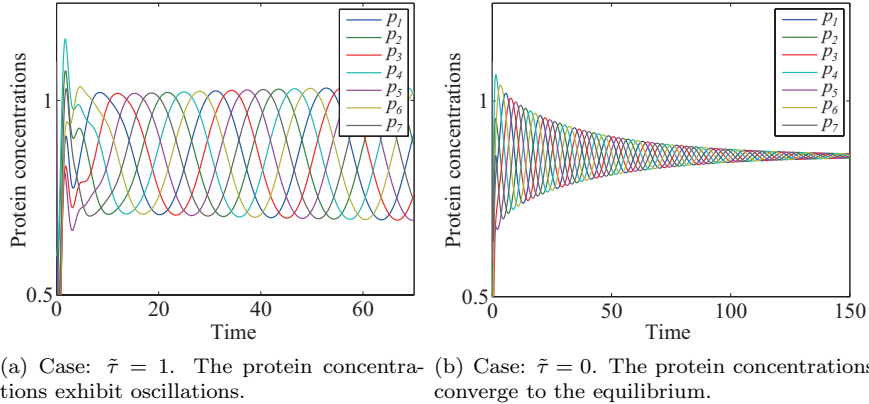 p1
p2
p3
p4
p5
p6
p7
Protein concentrations
1
0.5
0
20
40
60
Time
(a) Case: τ̃ = 1. The protein concentra-
tions exhibit oscillations.
p1
p2
p3
p4
p5
p6
p7
Protein concentrations
1
0.5
0
50
100
150
Time
(b) Case: τ̃ = 0. The protein concentrations
converge to the equilibrium.